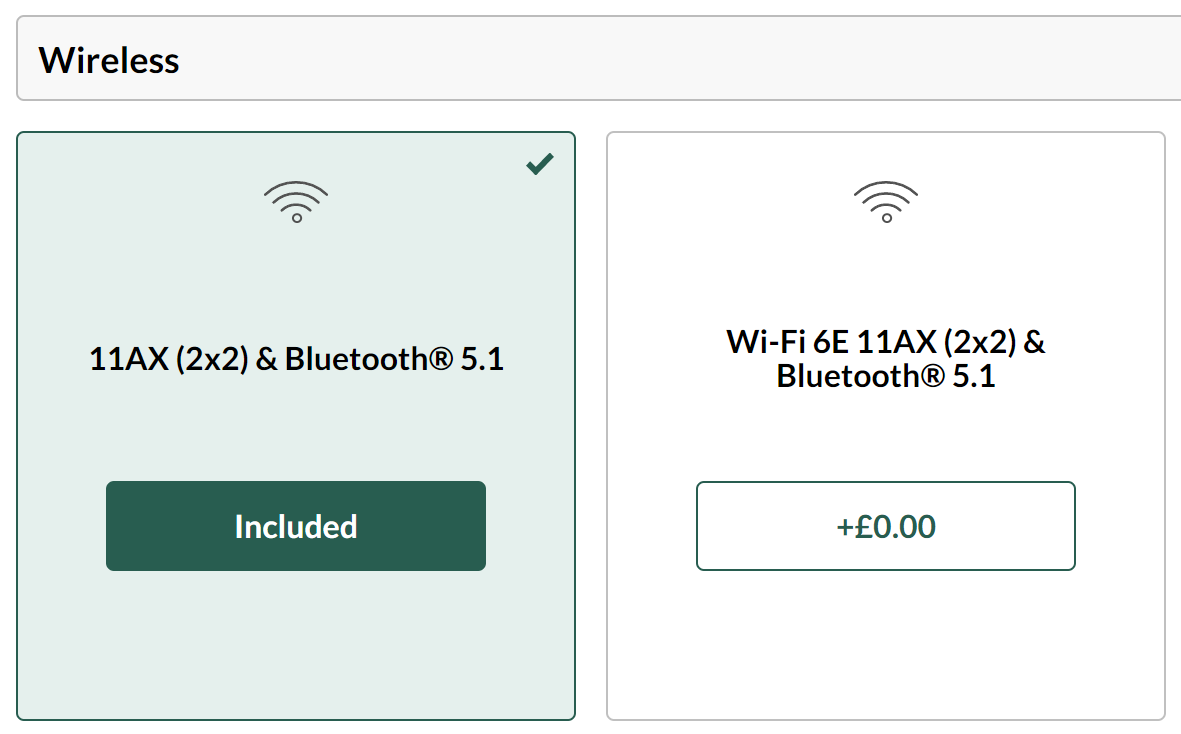 Wireless
11AX (2x2) & Bluetooth® 5.1
Included
Wi-Fi 6E 11AX (2x2) &
Bluetooth® 5.1
+£0.00